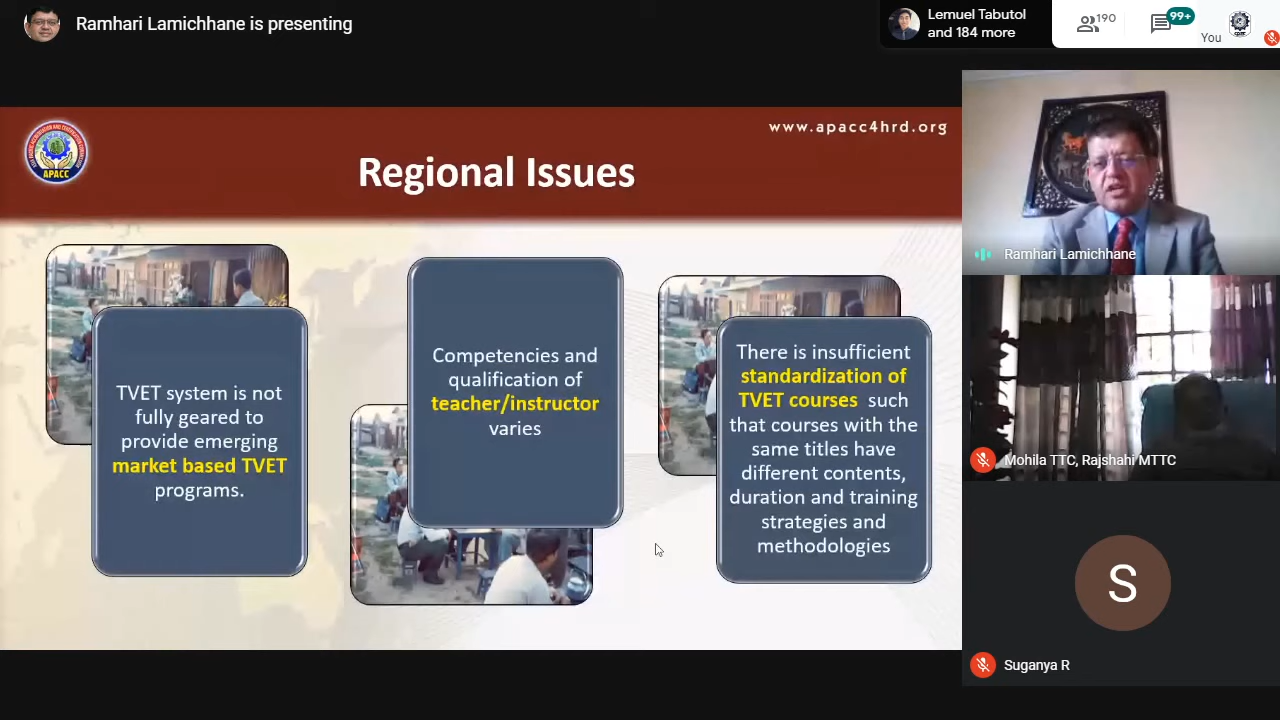 Ramhari Lamichhane is presenting
Lemuel Tabutol
and 184 more
190
99+
You
www.apacc4hrd.org
APACC
Regional Issues
TVET system is not
fully geared to
provide emerging
market based TVET
programs.
Competencies and
qualification of
teacher/instructor
varies
There is insufficient
standardization of
TVET courses such
that courses with the
same titles have
different contents,
duration and training
strategies and
methodologies
Ramhari Lamichhane
Mohila TTC, Rajshahi MTTC
S
Suganya R